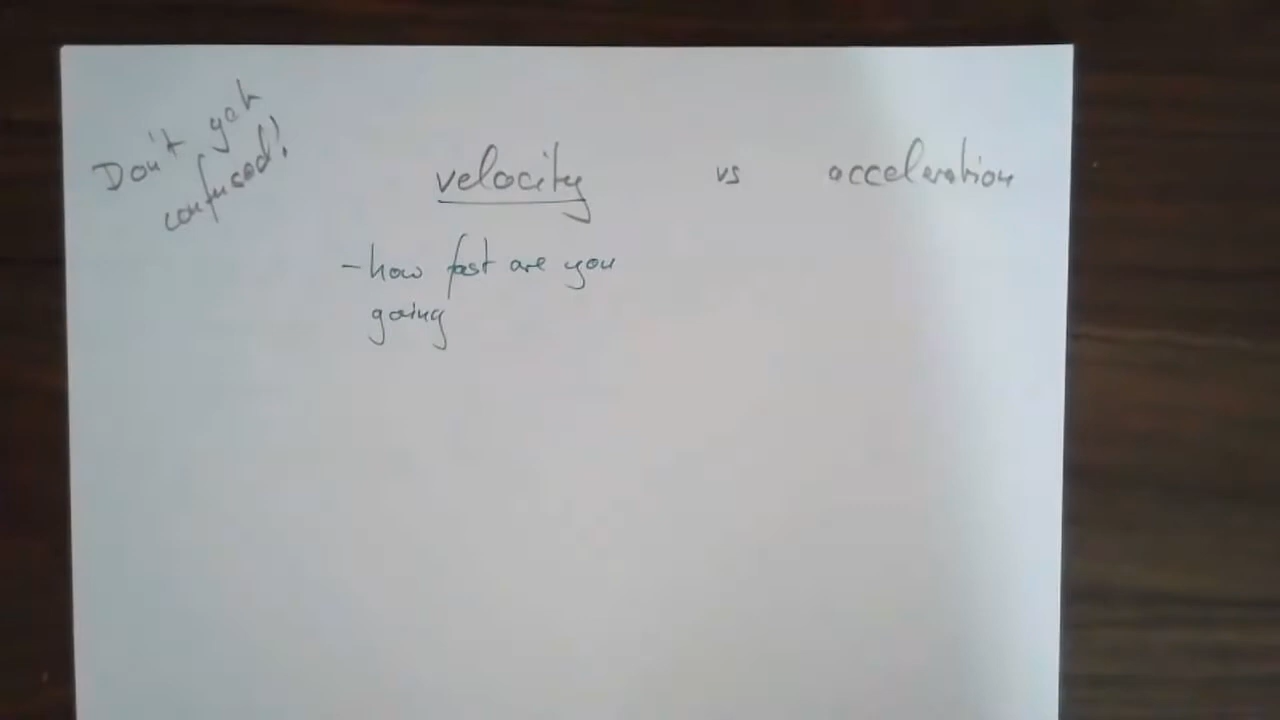 Don't get
confused!
velocity vs acceleration
- how fast are you
going